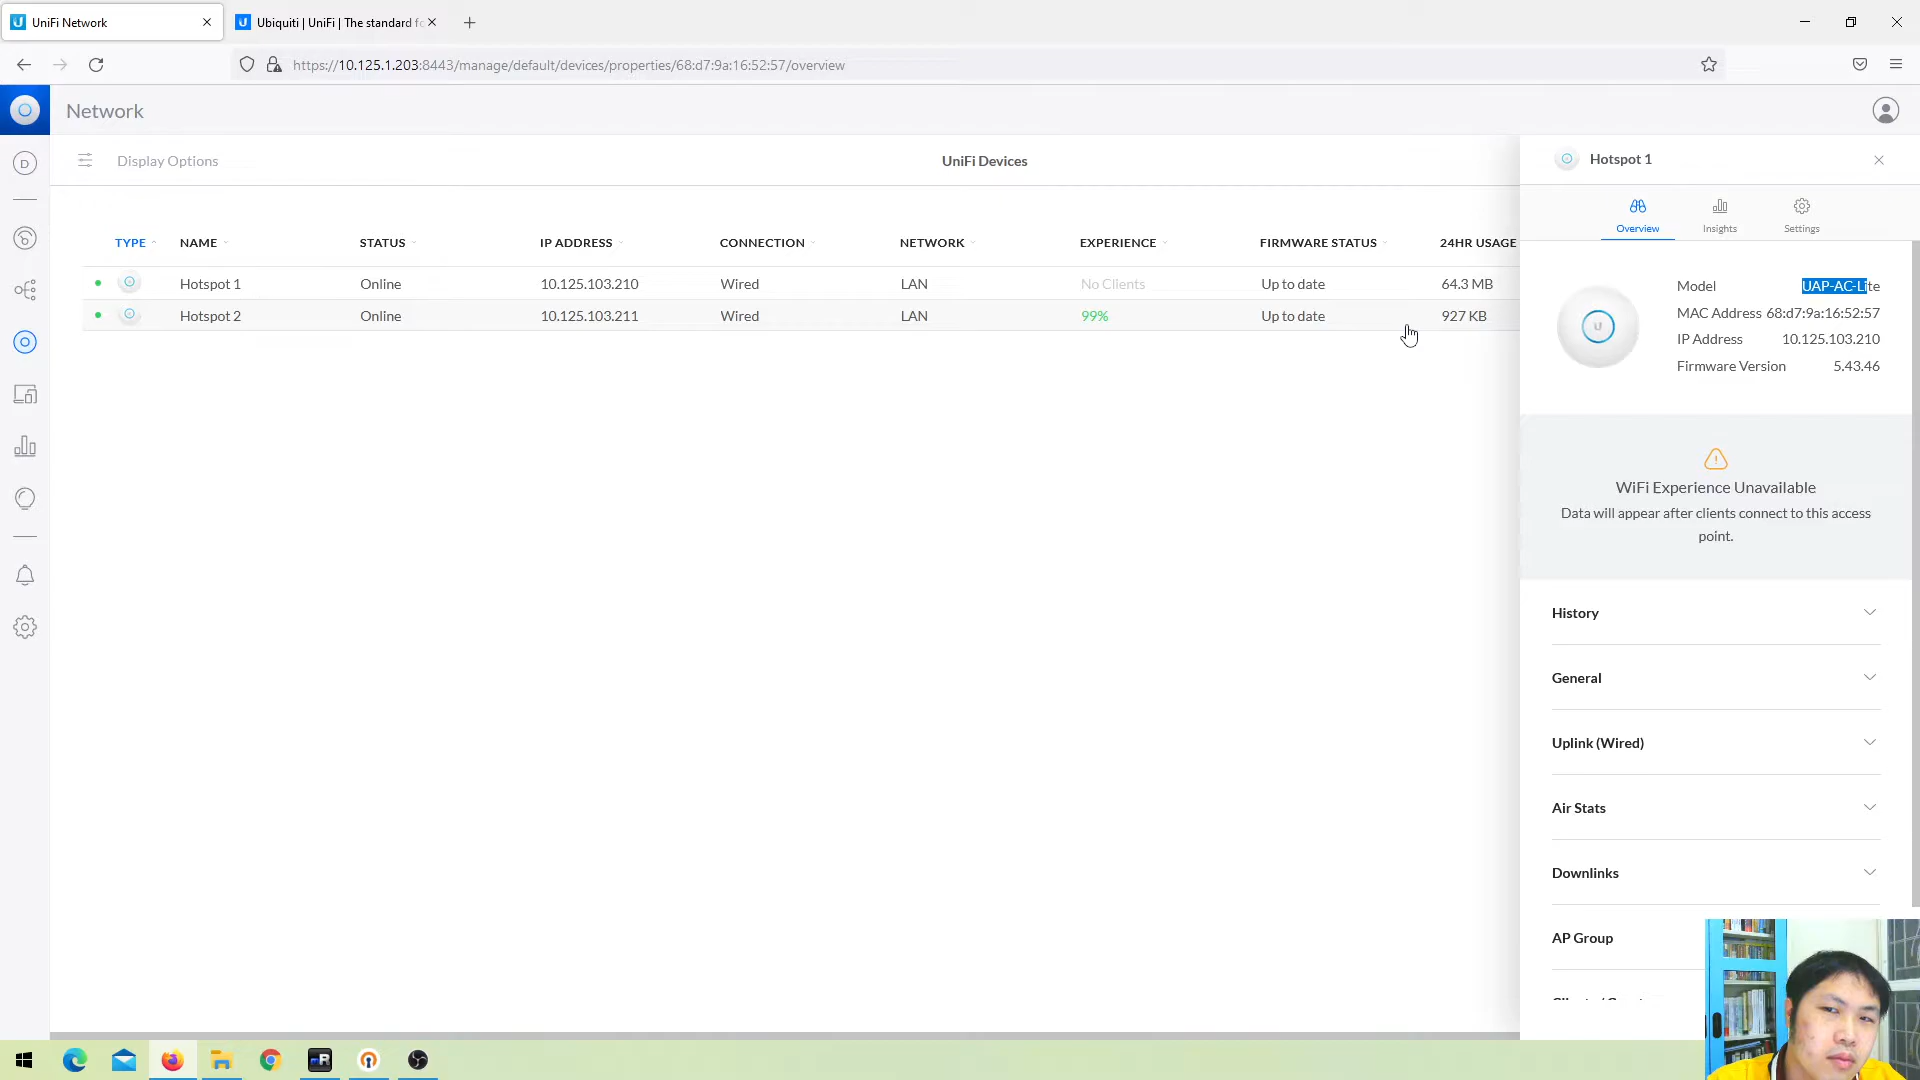 UniFi Network
Ubiquiti | UniFi | The standard fo
https://10.125.1.203:8443/manage/default/devices/properties/68:d7:9a:16:52:57/overview
Network
D
Display Options
UniFi Devices
TYPE NAME STATUS IP ADDRESS CONNECTION NETWORK EXPERIENCE FIRMWARE STATUS 24HR USAGE
Hotspot 1 Online 10.125.103.210 Wired LAN No Clients Up to date 64.3 MB
Hotspot 2 Online 10.125.103.211 Wired LAN 99% Up to date 927 KB
Hotspot 1
Overview Insights Settings
Model UAP-AC-Lite
MAC Address 68:d7:9a:16:52:57
IP Address 10.125.103.210
Firmware Version 5.43.46
WiFi Experience Unavailable
Data will appear after clients connect to this access
point.
History
General
Uplink (Wired)
Air Stats
Downlinks
AP Group